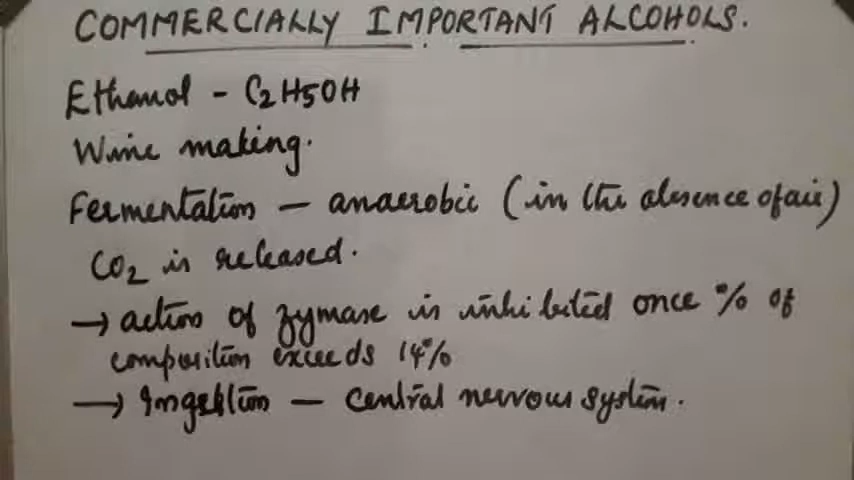 COMMERCIALLY IMPORTANT ALCOHOLS.
Ethanol - C2H5OH
Wine making.
Fermentation - anaerobic (in the absence of air)
CO2 is released.
→ action of zymase is inhibited once % of
composition exceeds 14%
→ Ingestion - central nervous system.